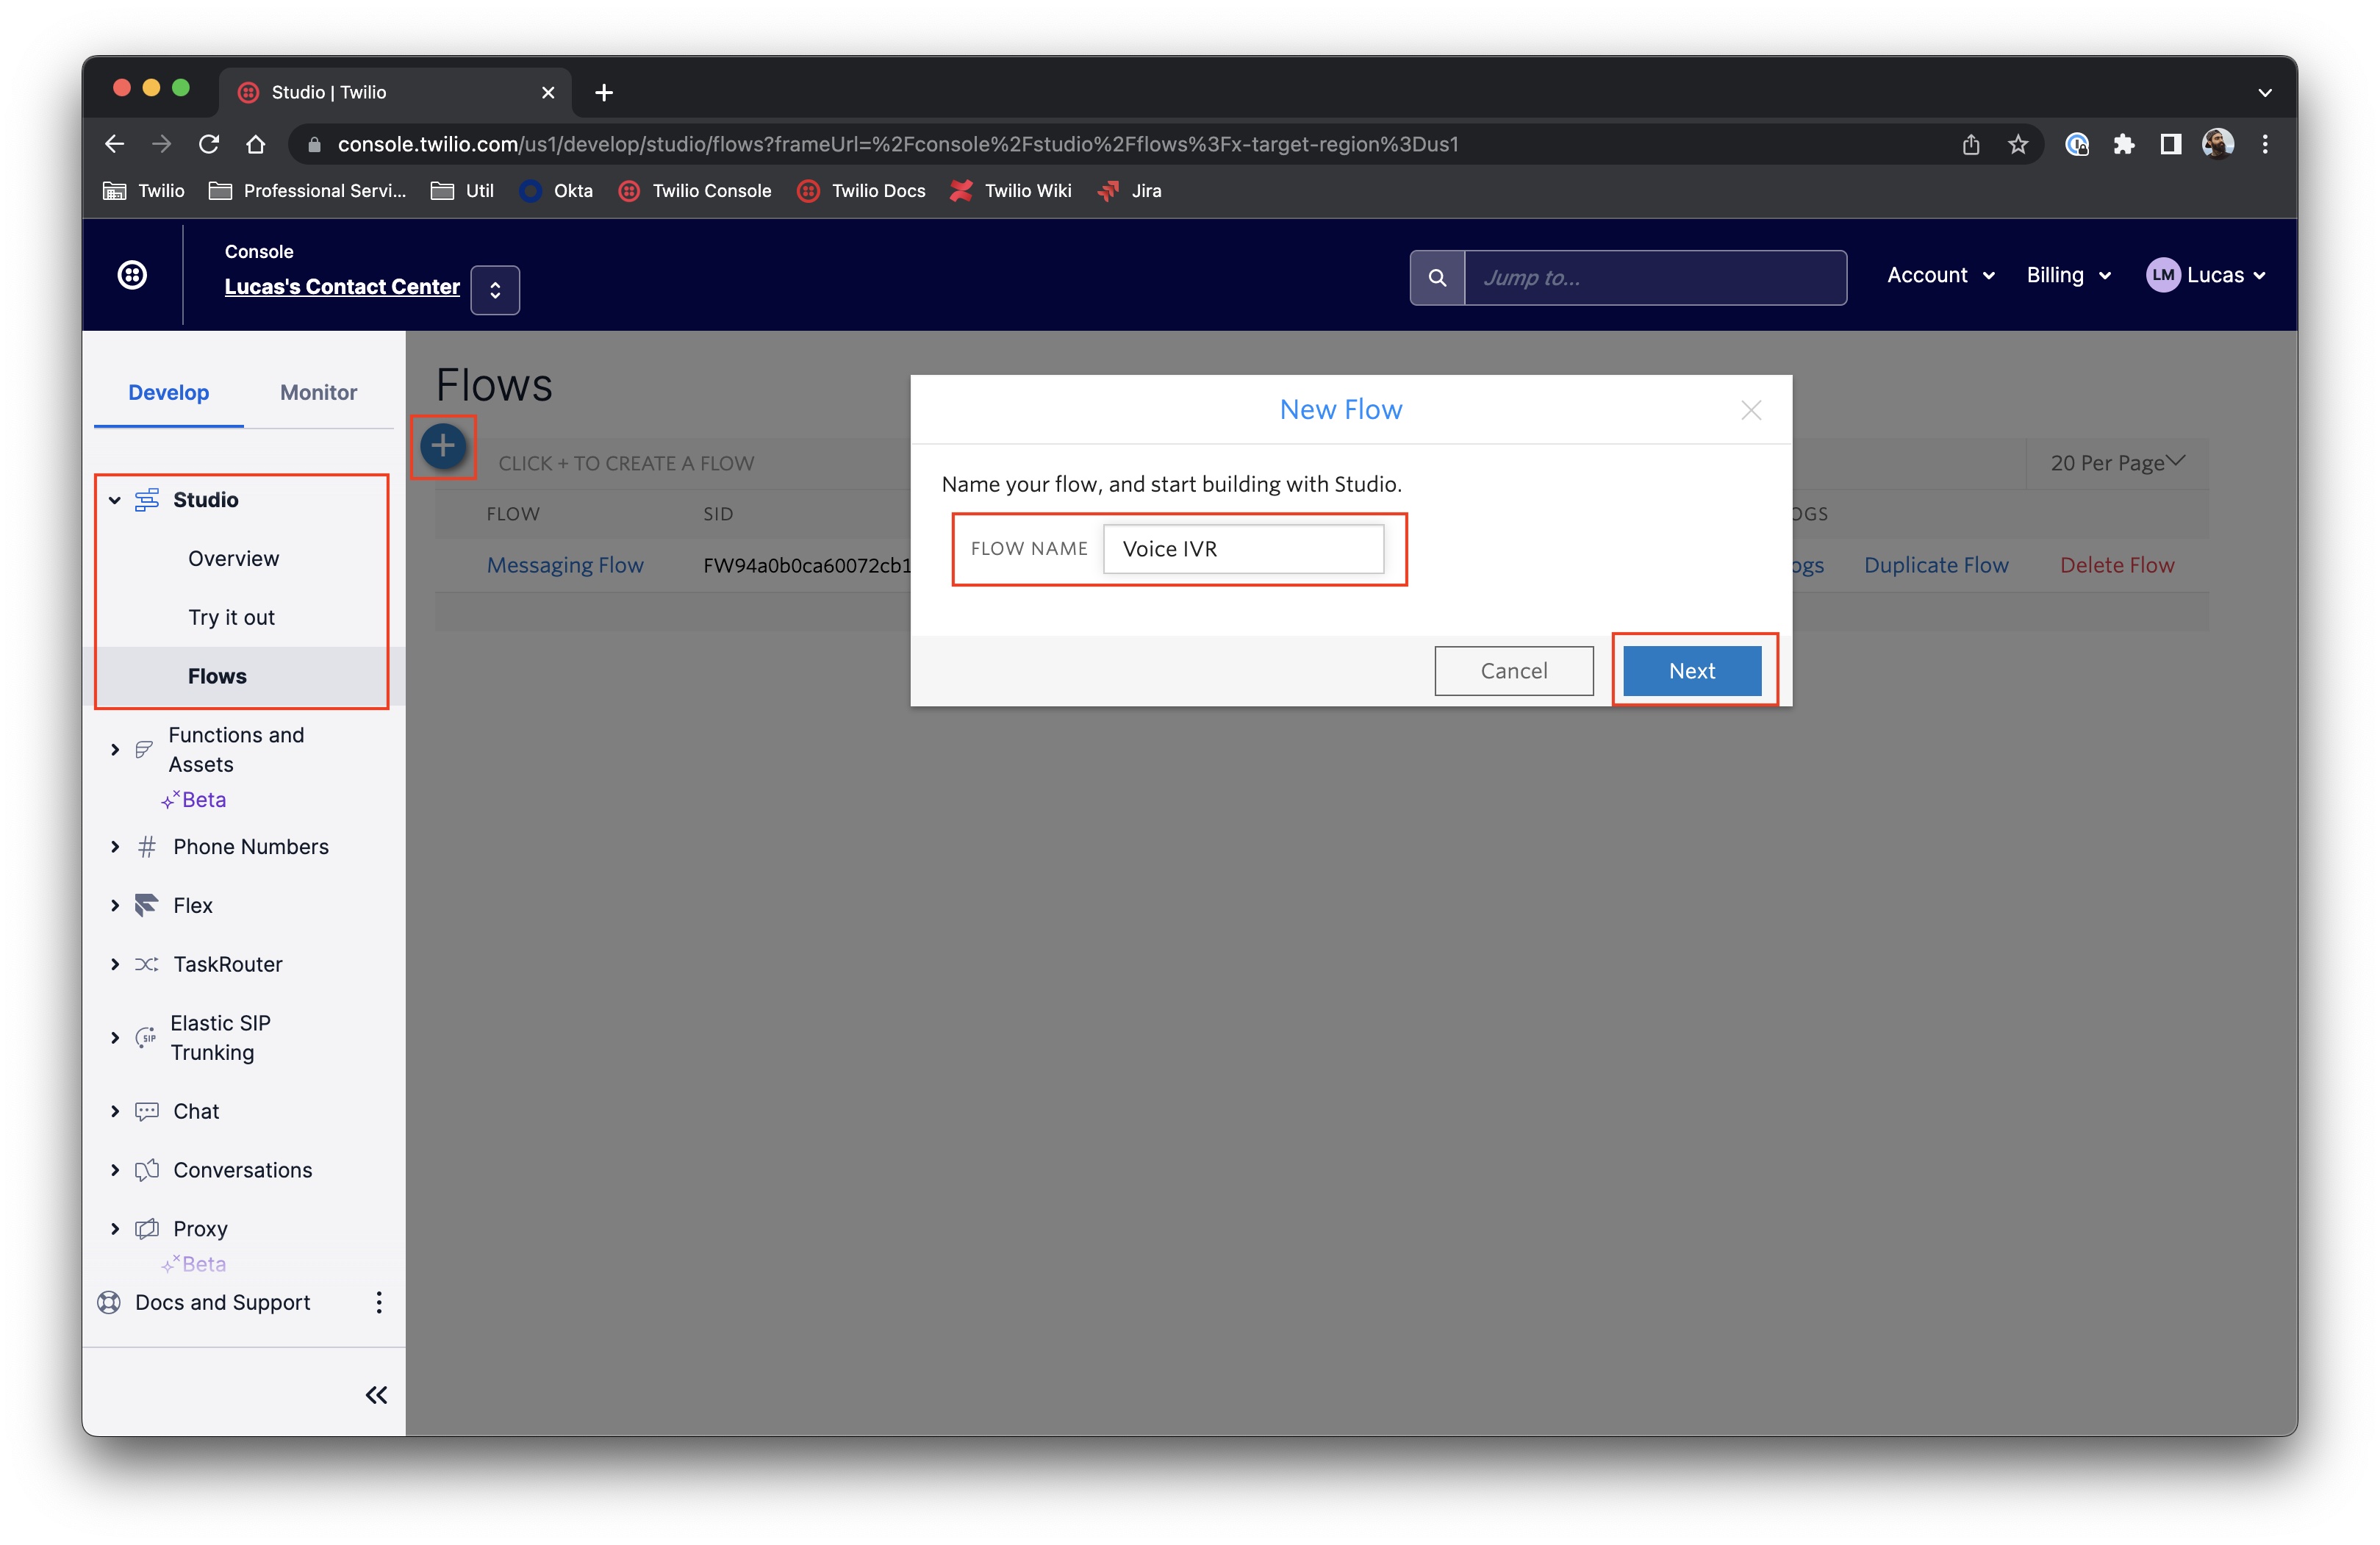 Studio | Twilio
console.twilio.com/us1/develop/studio/flows?frameUrl=%2Fconsole%2Fstudio%2Fflows%3Fx-target-region%3Dus1
Twilio Professional Servi... Util Okta Twilio Console Twilio Docs Twilio Wiki Jira
Console
Lucas's Contact Center
Jump to...
Account Billing LM Lucas
Develop Monitor
Studio
Overview
Try it out
Flows
Functions and
Assets
Beta
# Phone Numbers
Flex
TaskRouter
Elastic SIP
Trunking
SIP
Chat
Conversations
Proxy
Beta
Docs and Support
Flows
CLICK + TO CREATE A FLOW
20 Per Page
FLOW SID OGS
Messaging Flow FW94a0b0ca60072cb1 ogs Duplicate Flow Delete Flow
New Flow
Name your flow, and start building with Studio.
FLOW NAME Voice IVR
Cancel Next